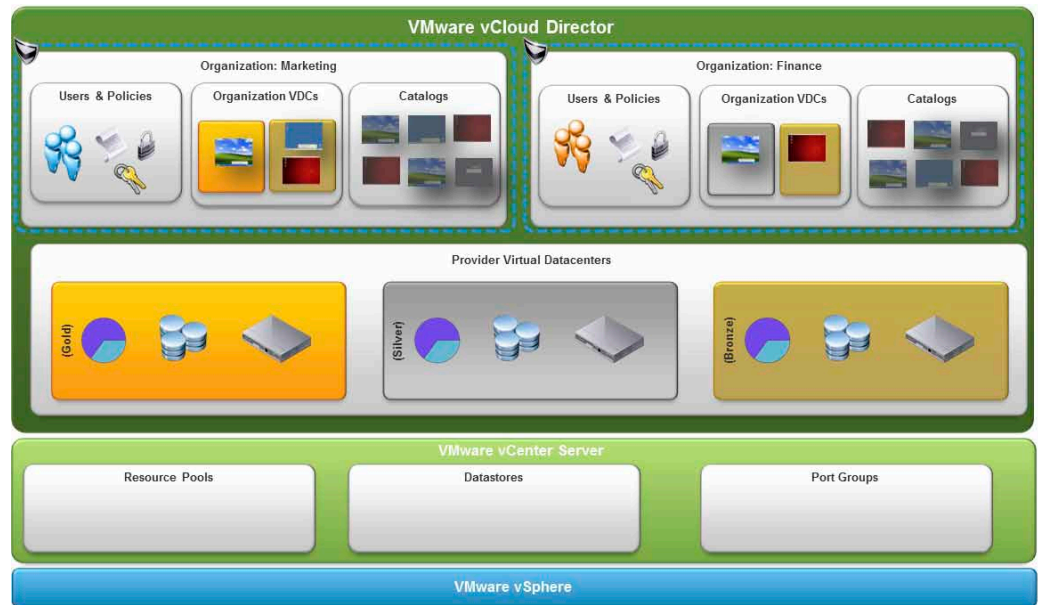 VMware vCloud Director
Organization: Marketing
Users & Policies
Organization VDCs
Catalogs
Organization: Finance
Users & Policies
Organization VDCs
Catalogs
Provider Virtual Datacenters
(Gold)
(Silver)
(Bronze)
VMware vCenter Server
Resource Pools
Datastores
Port Groups
VMware vSphere